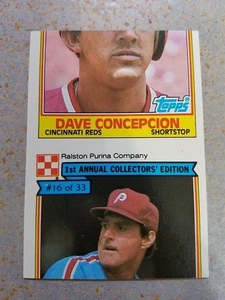 Topps
DAVE CONCEPCION
CINCINNATI REDS SHORTSTOP
Ralston Purina Company
1st ANNUAL COLLECTORS' EDITION
#16 of 33
P